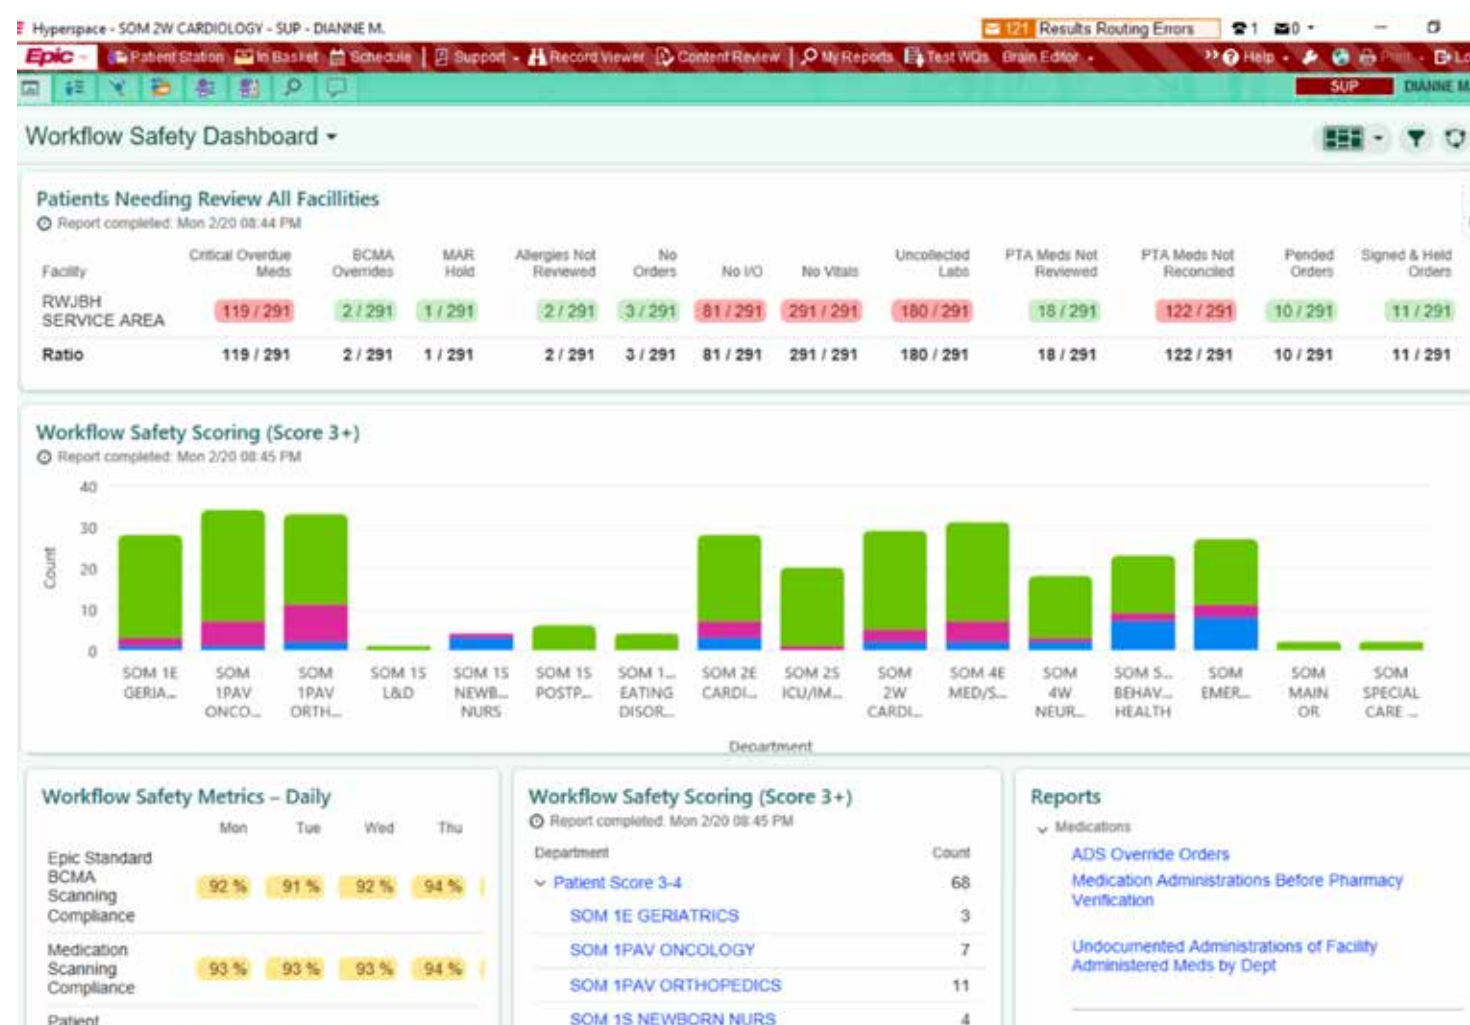 Hyperspace - SOM 2W CARDIOLOGY - SUP - DIANNE M.
121 Results Routing Errors 1 0
Epic Patient Station In Basket Schedule Support Record Viewer Content Review My Reports Test WQs Brain Editor Help Print Lo
SUP DIANNE M.
Workflow Safety Dashboard
Patients Needing Review All Facillities
Report completed: Mon 2/20 08:44 PM
Facility Critical Overdue Meds BCMA Overrides MAR Hold Allergies Not Reviewed No Orders No I/O No Vitals Uncollected Labs PTA Meds Not Reviewed PTA Meds Not Reconciled Pended Orders Signed & Held Orders
RWJBH SERVICE AREA 119 / 291 2 / 291 1 / 291 2 / 291 3 / 291 81 / 291 291 / 291 180 / 291 18 / 291 122 / 291 10 / 291 11 / 291
Ratio 119 / 291 2 / 291 1 / 291 2 / 291 3 / 291 81 / 291 291 / 291 180 / 291 18 / 291 122 / 291 10 / 291 11 / 291
Workflow Safety Scoring (Score 3+)
Report completed: Mon 2/20 08:45 PM
40
30
20
10
0
Count
SOM 1E SOM SOM SOM 1S SOM 1S SOM 1S SOM 1... SOM 2E SOM 2S SOM SOM 4E SOM SOM 5... SOM SOM SOM
GERIA... 1PAV 1PAV L&D NEWB... POSTP... EATING CARDI... ICU/IM... 2W MED/S... 4W BEHAV... EMER... MAIN SPECIAL
ONCO... ORTH... NURS DISOR... CARDI... NEUR... HEALTH OR CARE ...
Department
Workflow Safety Metrics – Daily
Mon Tue Wed Thu
Epic Standard
BCMA
Scanning
Compliance
92 % 91 % 92 % 94 %
Medication
Scanning
Compliance
93 % 93 % 93 % 94 %
Patient
Workflow Safety Scoring (Score 3+)
Report completed: Mon 2/20 08:45 PM
Department Count
Patient Score 3-4 68
SOM 1E GERIATRICS 3
SOM 1PAV ONCOLOGY 7
SOM 1PAV ORTHOPEDICS 11
SOM 1S NEWBORN NURS 4
Reports
Medications
ADS Override Orders
Medication Administrations Before Pharmacy
Verification
Undocumented Administrations of Facility
Administered Meds by Dept